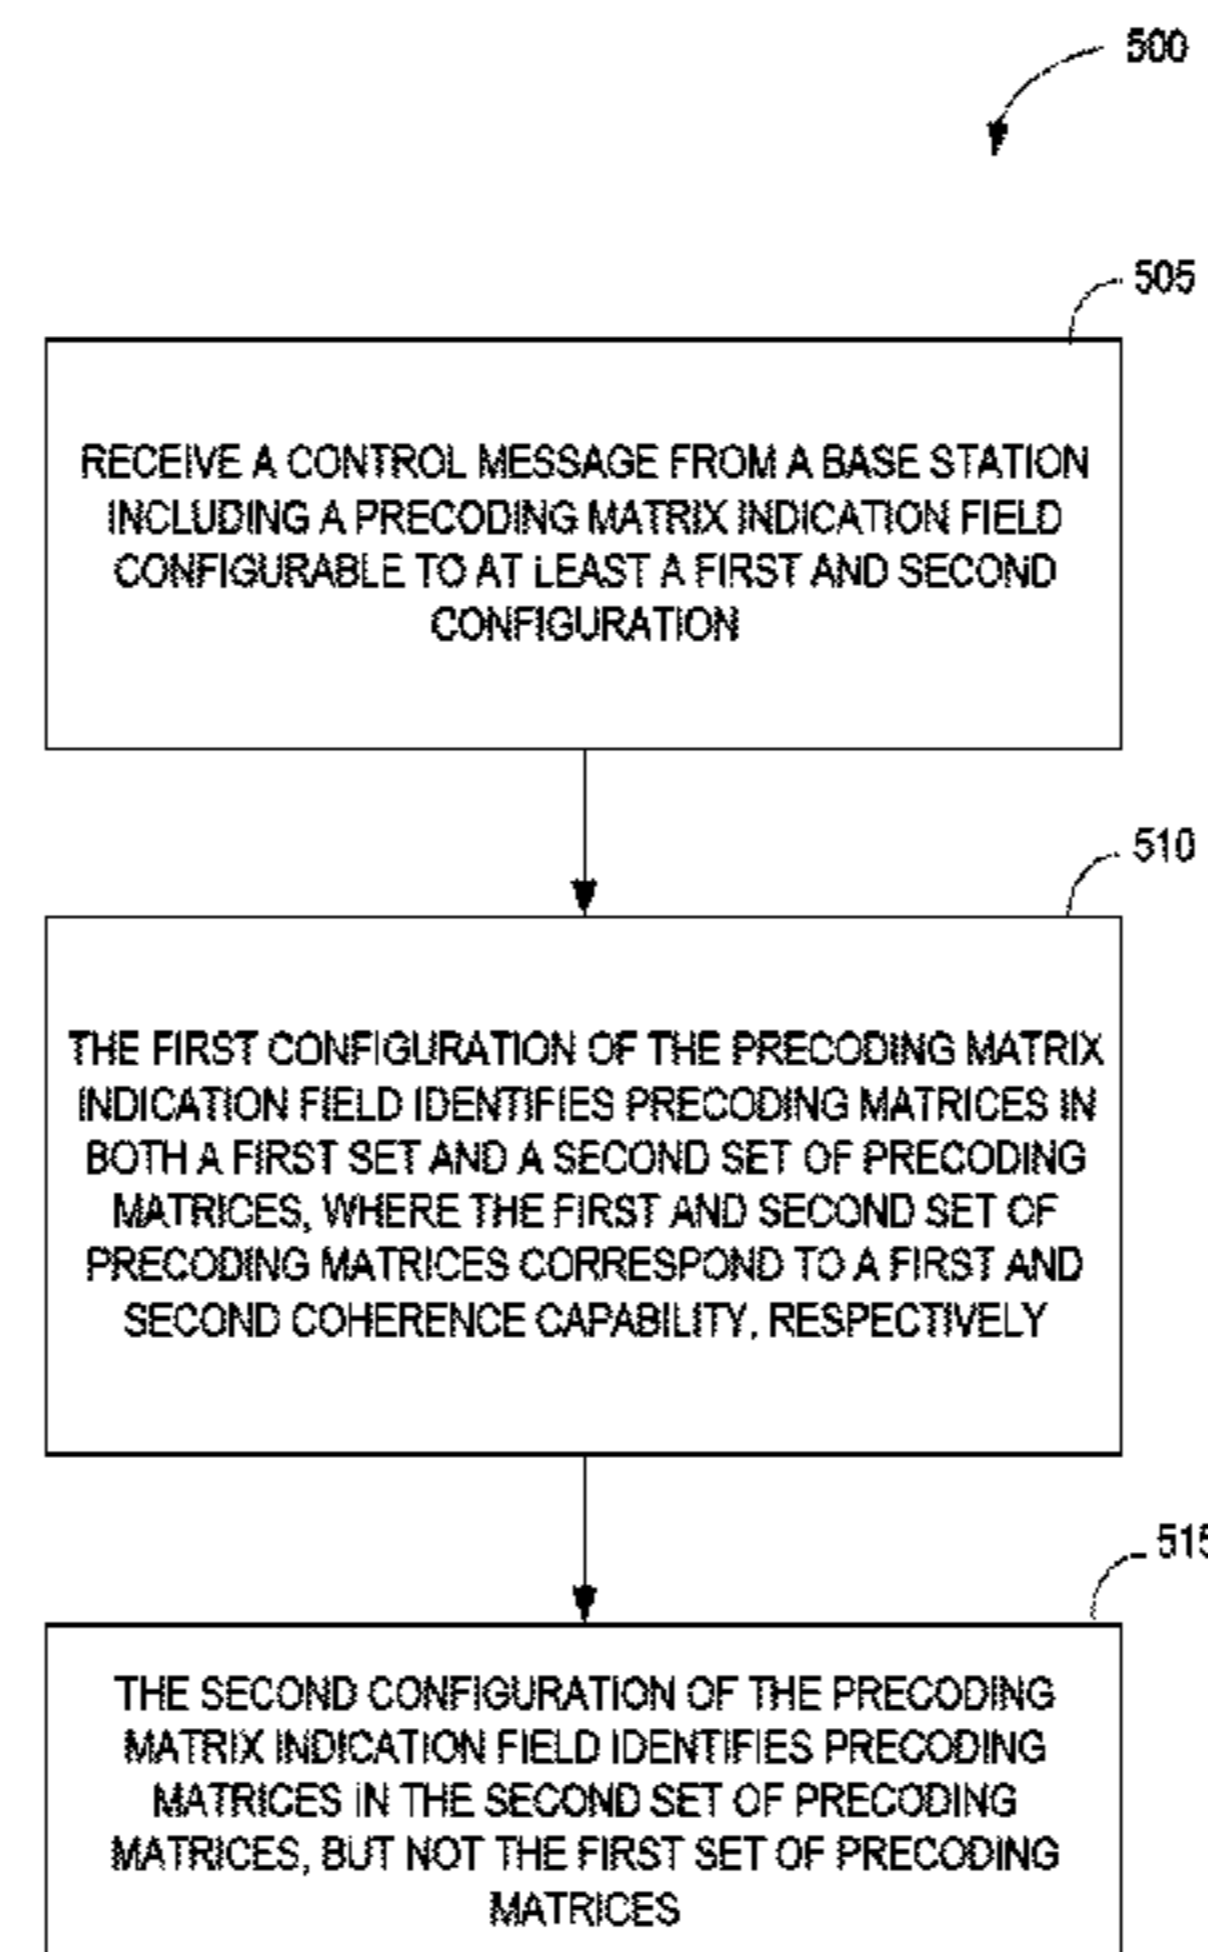 500
505
RECEIVE A CONTROL MESSAGE FROM A BASE STATION
INCLUDING A PRECODING MATRIX INDICATION FIELD
CONFIGURABLE TO AT LEAST A FIRST AND SECOND
CONFIGURATION
510
THE FIRST CONFIGURATION OF THE PRECODING MATRIX
INDICATION FIELD IDENTIFIES PRECODING MATRICES IN
BOTH A FIRST SET AND A SECOND SET OF PRECODING
MATRICES, WHERE THE FIRST AND SECOND SET OF
PRECODING MATRICES CORRESPOND TO A FIRST AND
SECOND COHERENCE CAPABILITY, RESPECTIVELY
515
THE SECOND CONFIGURATION OF THE PRECODING
MATRIX INDICATION FIELD IDENTIFIES PRECODING
MATRICES IN THE SECOND SET OF PRECODING
MATRICES, BUT NOT THE FIRST SET OF PRECODING
MATRICES